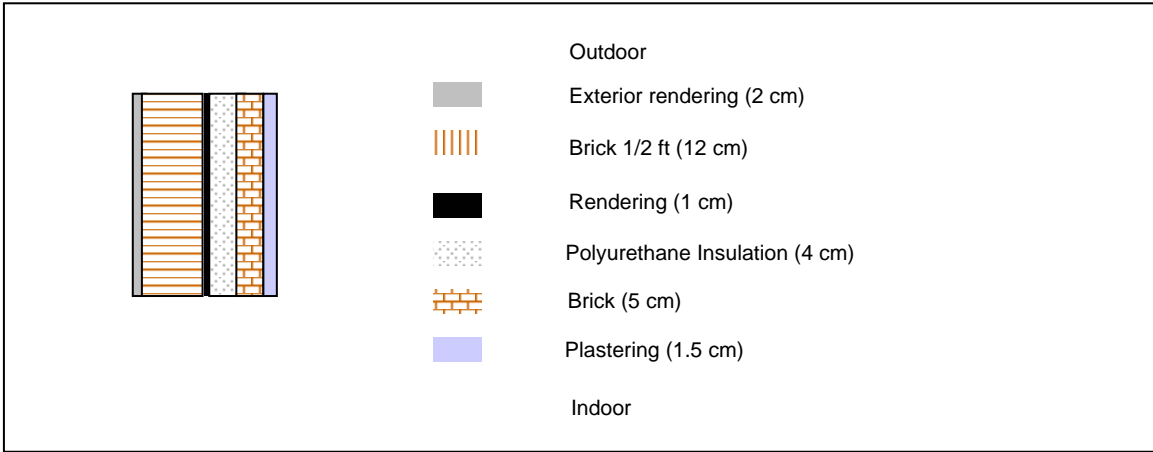 Outdoor
Exterior rendering (2 cm)
Brick 1/2 ft (12 cm)
Rendering (1 cm)
Polyurethane Insulation (4 cm)
Brick (5 cm)
Plastering (1.5 cm)
Indoor